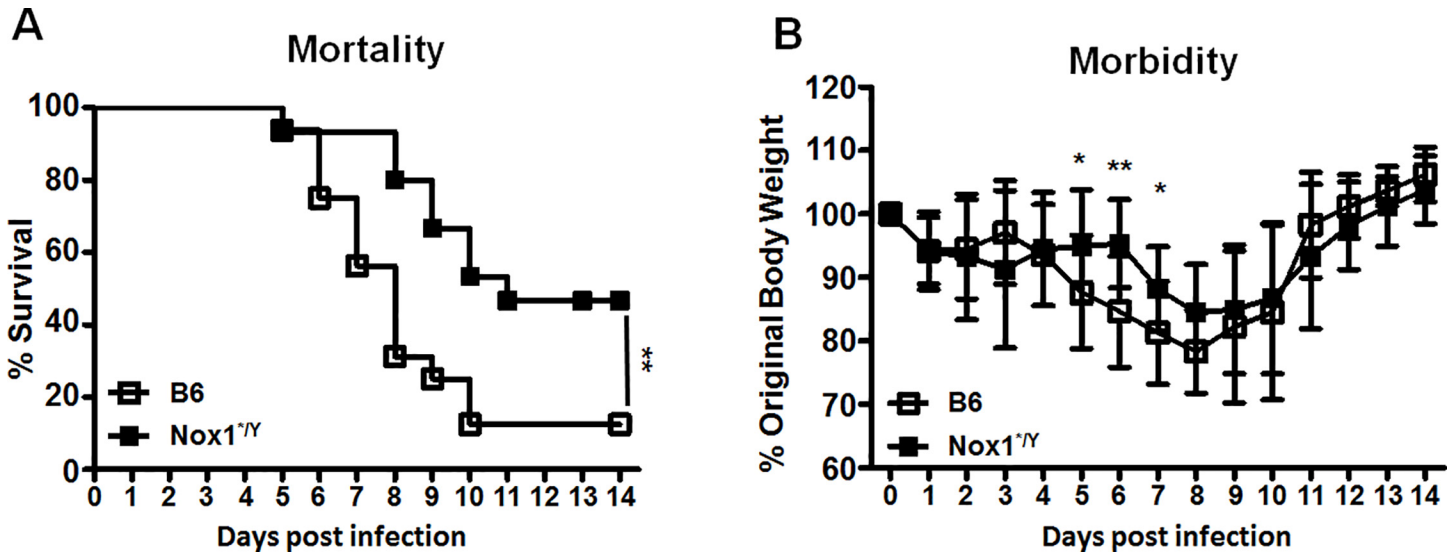 A
Mortality
100
80
60
40
20
0
% Survival
B6
Nox1*/Y
**
0 1 2 3 4 5 6 7 8 9 10 11 12 13 14
Days post infection
B
Morbidity
120
110
100
90
80
70
60
% Original Body Weight
* ** *
B6
Nox1*/Y
0 1 2 3 4 5 6 7 8 9 10 11 12 13 14
Days post infection